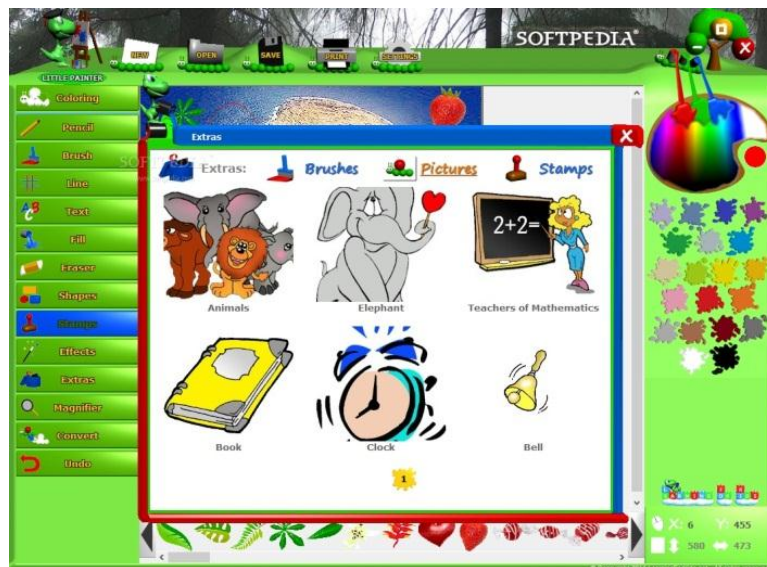 SOFTPEDIA®
NEW
OPEN
SAVE
PRINT
SETTINGS
LITTLE PAINTER
Coloring
Pencil
Brush
Line
Text
Fill
Eraser
Shapes
Stamps
Effects
Extras
Magnifier
Convert
Undo
Extras
Extras:
Brushes
Pictures
Stamps
2+2=
Animals
Elephant
Teachers of Mathematics
Book
Clock
Bell
1
X: 6 Y: 455
580 473